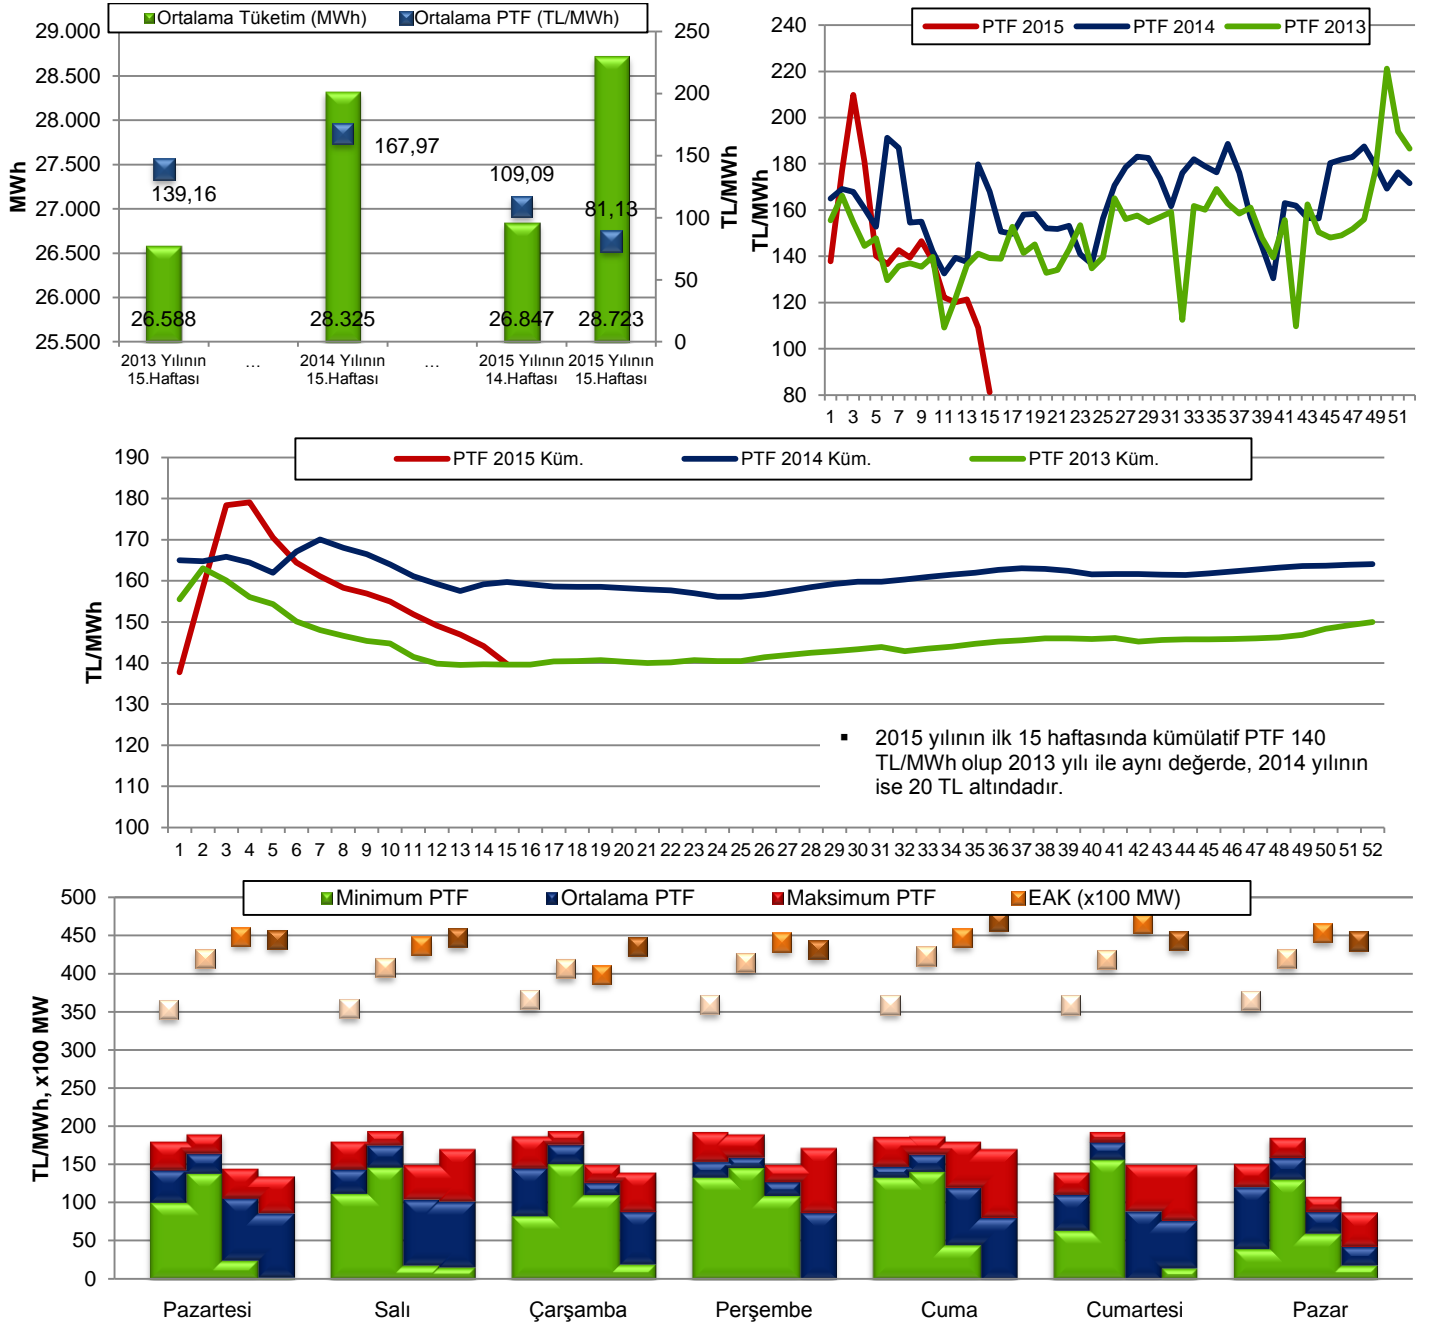 Ortalama Tüketim (MWh) Ortalama PTF (TL/MWh)
29.000
28.500
28.000
27.500
27.000
26.500
26.000
25.500
MWh
250
200
150
100
50
0
TL/MWh
139,16
167,97
109,09
81,13
26.588
28.325
26.847
28.723
2013 Yılının
15.Haftası
...
2014 Yılının
15.Haftası
...
2015 Yılının
14.Haftası
2015 Yılının
15.Haftası
PTF 2015 PTF 2014 PTF 2013
240
220
200
180
160
140
120
100
80
TL/MWh
1 3 5 7 9 11 13 15 17 19 21 23 25 27 29 31 33 35 37 39 41 43 45 47 49 51
PTF 2015 Küm. PTF 2014 Küm. PTF 2013 Küm.
190
180
170
160
150
140
130
120
110
100
TL/MWh
▪ 2015 yılının ilk 15 haftasında kümülatif PTF 140
TL/MWh olup 2013 yılı ile aynı değerde, 2014 yılının
ise 20 TL altındadır.
1 2 3 4 5 6 7 8 9 10 11 12 13 14 15 16 17 18 19 20 21 22 23 24 25 26 27 28 29 30 31 32 33 34 35 36 37 38 39 40 41 42 43 44 45 46 47 48 49 50 51 52
Minimum PTF Ortalama PTF Maksimum PTF EAK (x100 MW)
500
450
400
350
300
250
200
150
100
50
0
TL/MWh, x100 MW
Pazartesi Salı Çarşamba Perşembe Cuma Cumartesi Pazar